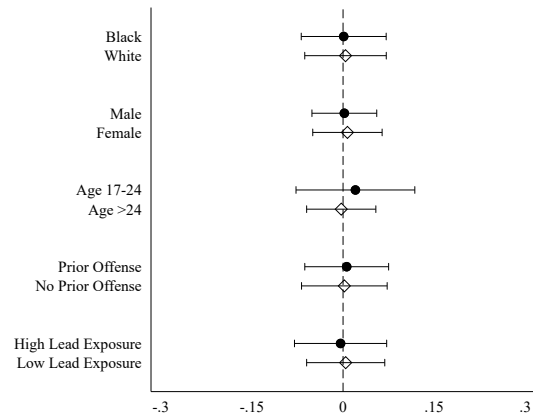 Black
White
Male
Female
Age 17-24
Age >24
Prior Offense
No Prior Offense
High Lead Exposure
Low Lead Exposure
-.3 -.15 0 .15 .3